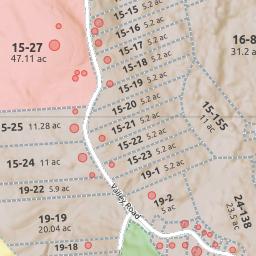 15-15 5.2 ac
15-16 5.2 ac
15-17 5.2 ac
15-18 5.2 ac
15-19 5.2 ac
15-20 5.2 ac
15-21 5.2 ac
15-22 5.2 ac
15-23 5.2 ac
19-1 5.2 ac
19-2
5 ac
15-27
47.11 ac
16-8
31.2 a
15-155
11 ac
5-25 11.28 ac
15-24 11 ac
19-22 5.9 ac
19-19
20.04 ac
19-18
Valley Road
24-138
23.5 ac